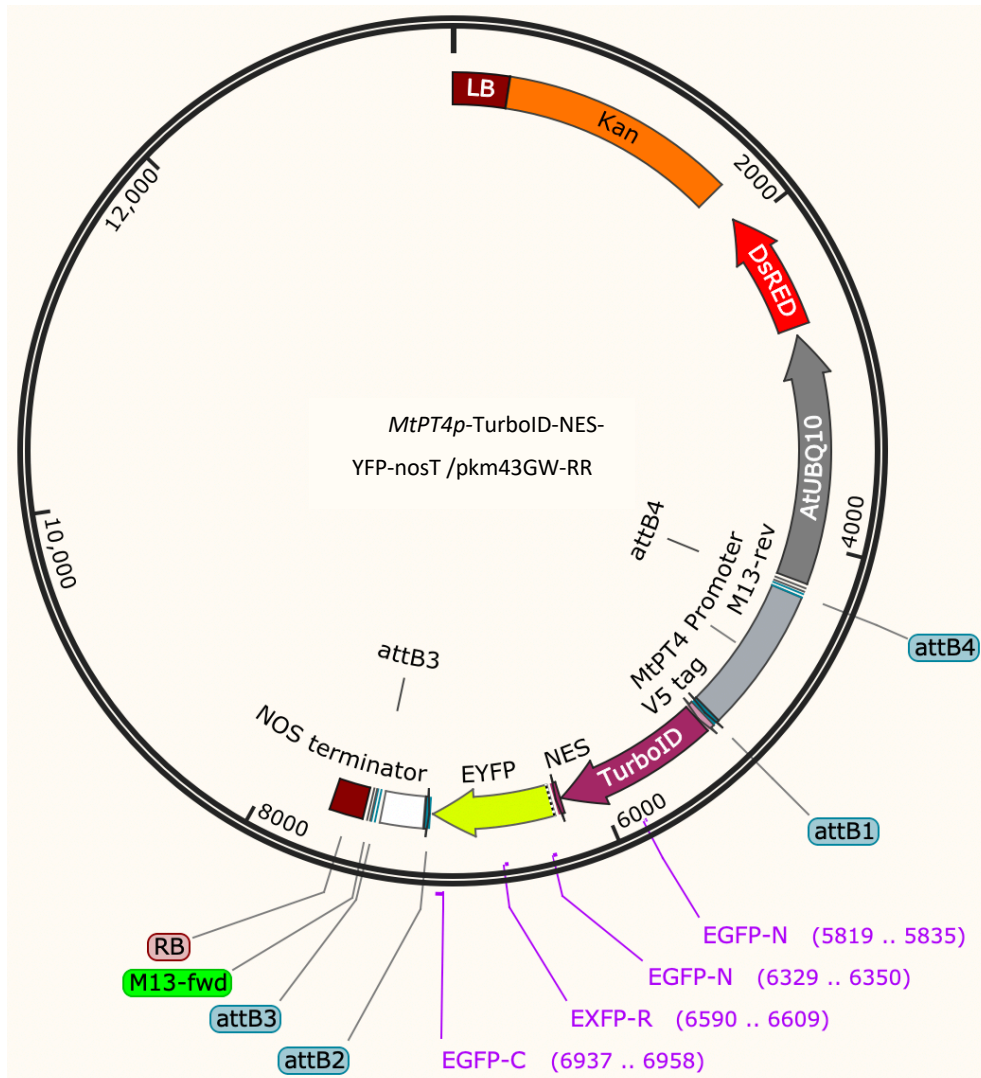 LB
Kan
2000
12,000
DsRED
MtPT4p-TurboID-NES-
YFP-nosT /pkm43GW-RR
AtUBQ10
attB4
4000
M13-rev
10,000
MtPT4 Promoter
attB4
attB3
V5 tag
NOS terminator
EYFP
NES
TurboID
8000
6000
attB1
RB
EGFP-N (5819 .. 5835)
M13-fwd
EGFP-N (6329 .. 6350)
attB3
EXFP-R (6590 .. 6609)
attB2
EGFP-C (6937 .. 6958)